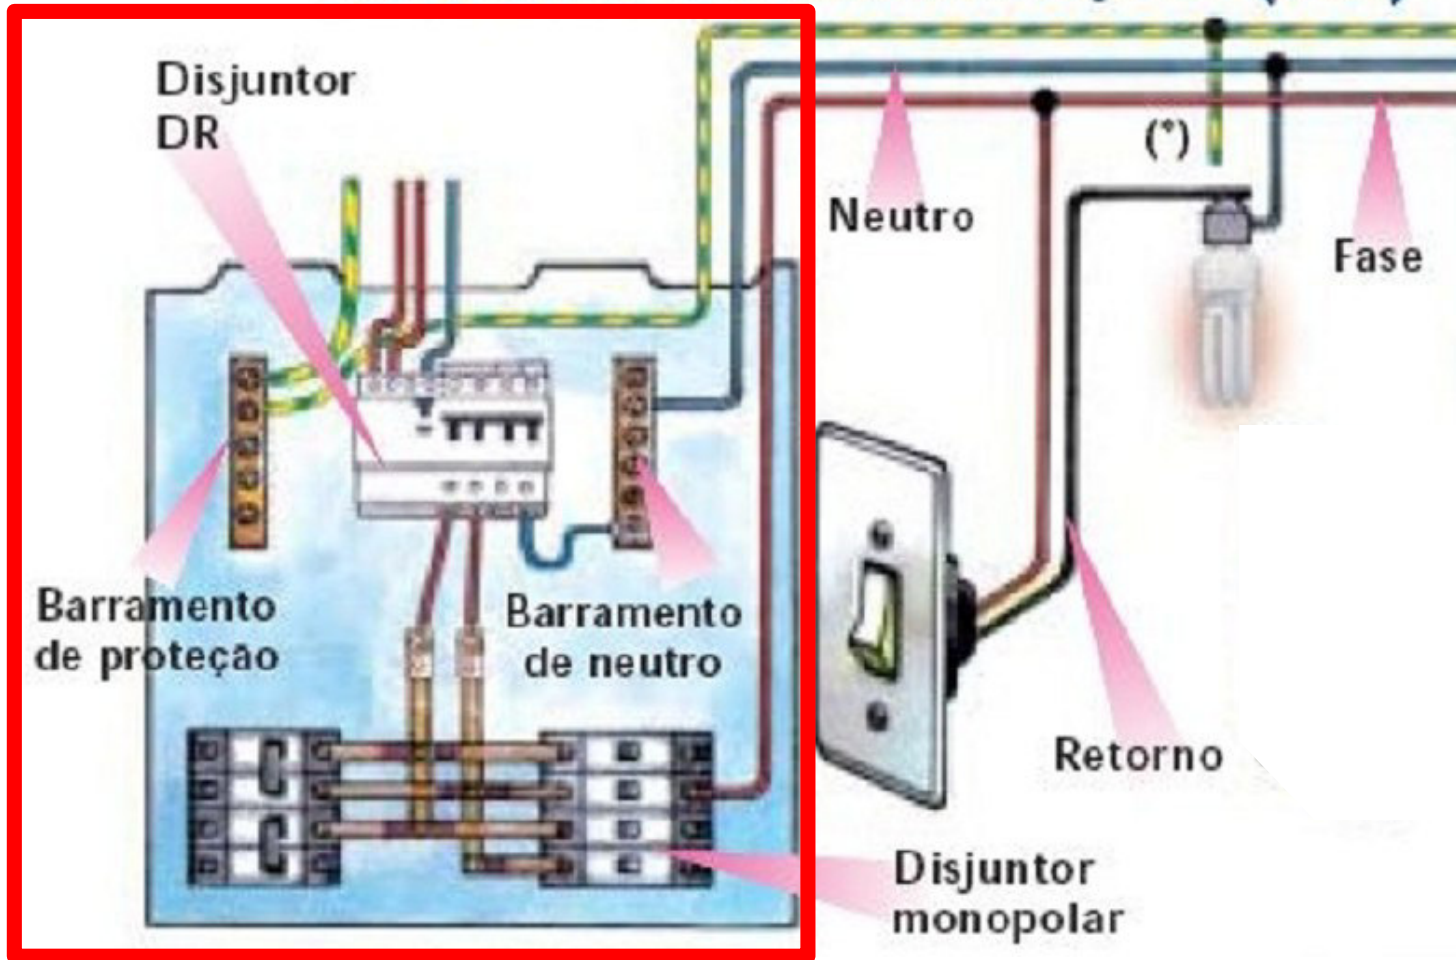 Disjuntor
DR
(*)
Neutro
Fase
Barramento
de proteção
Barramento
de neutro
Retorno
Disjuntor
monopolar